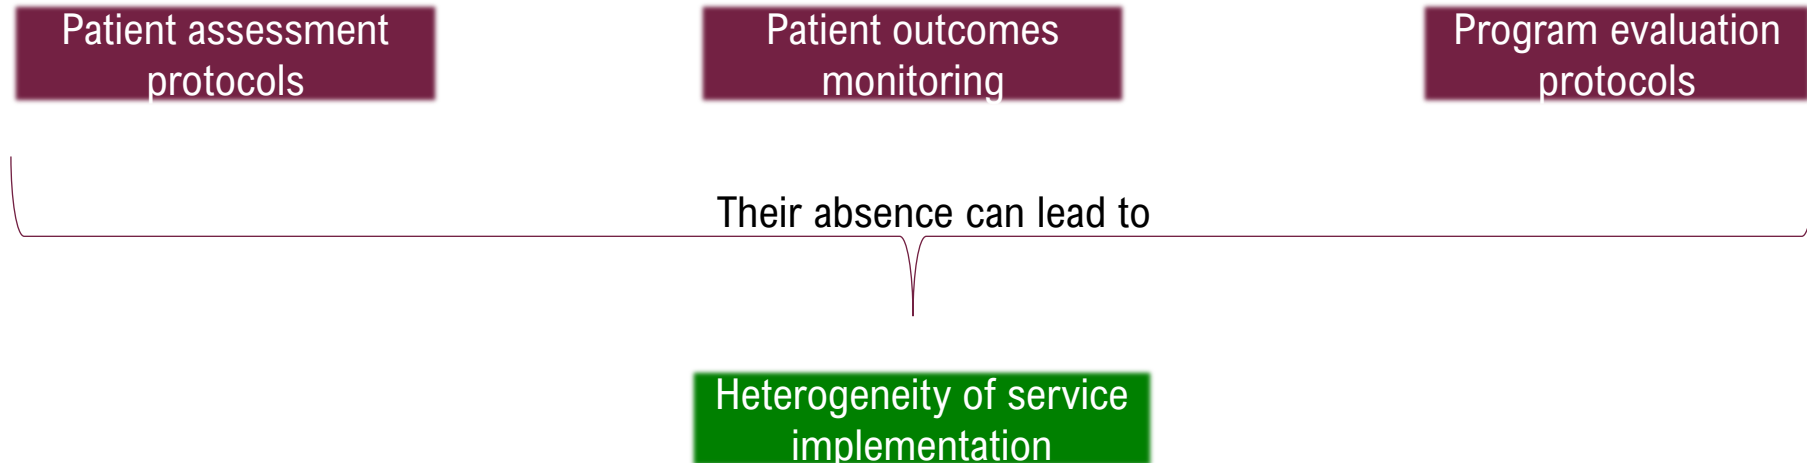 Patient assessment
protocols
Patient outcomes
monitoring
Program evaluation
protocols
Their absence can lead to
Heterogeneity of service
implementation